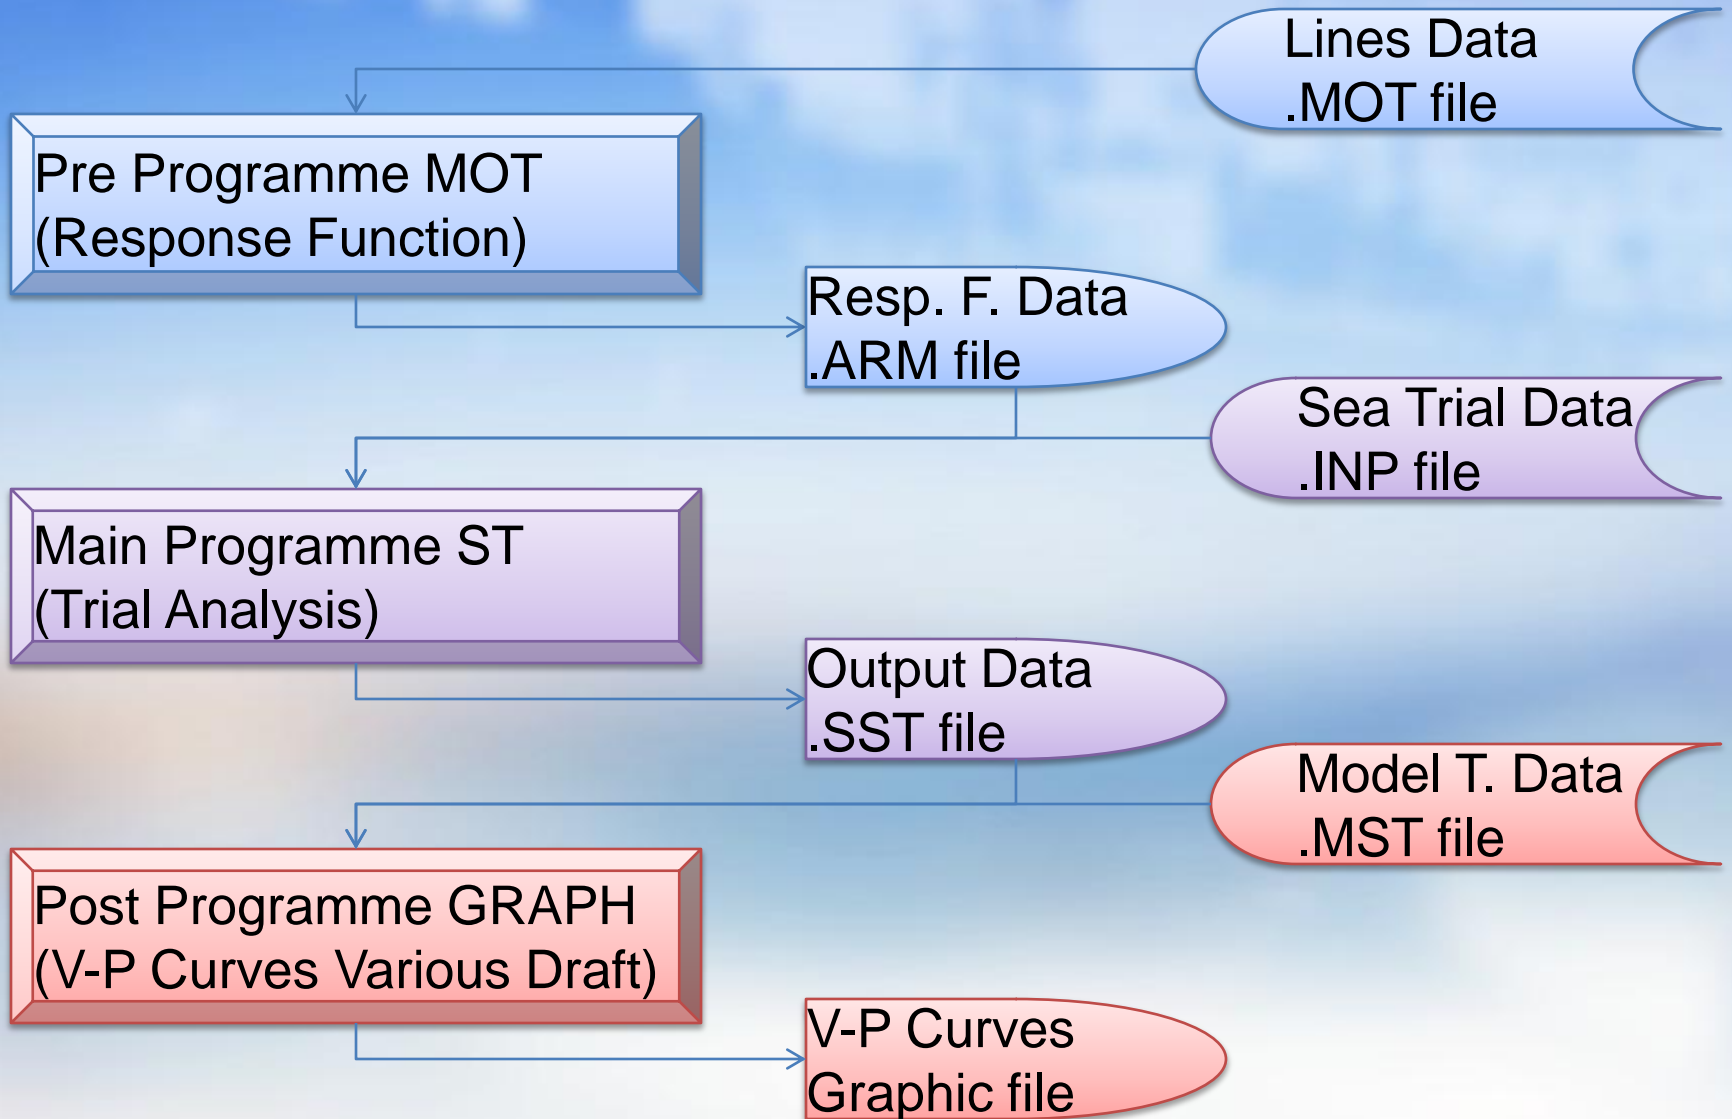 Lines Data
.MOT file
Pre Programme MOT
(Response Function)
Resp. F. Data
.ARM file
Sea Trial Data
.INP file
Main Programme ST
(Trial Analysis)
Output Data
.SST file
Model T. Data
.MST file
Post Programme GRAPH
(V-P Curves Various Draft)
V-P Curves
Graphic file